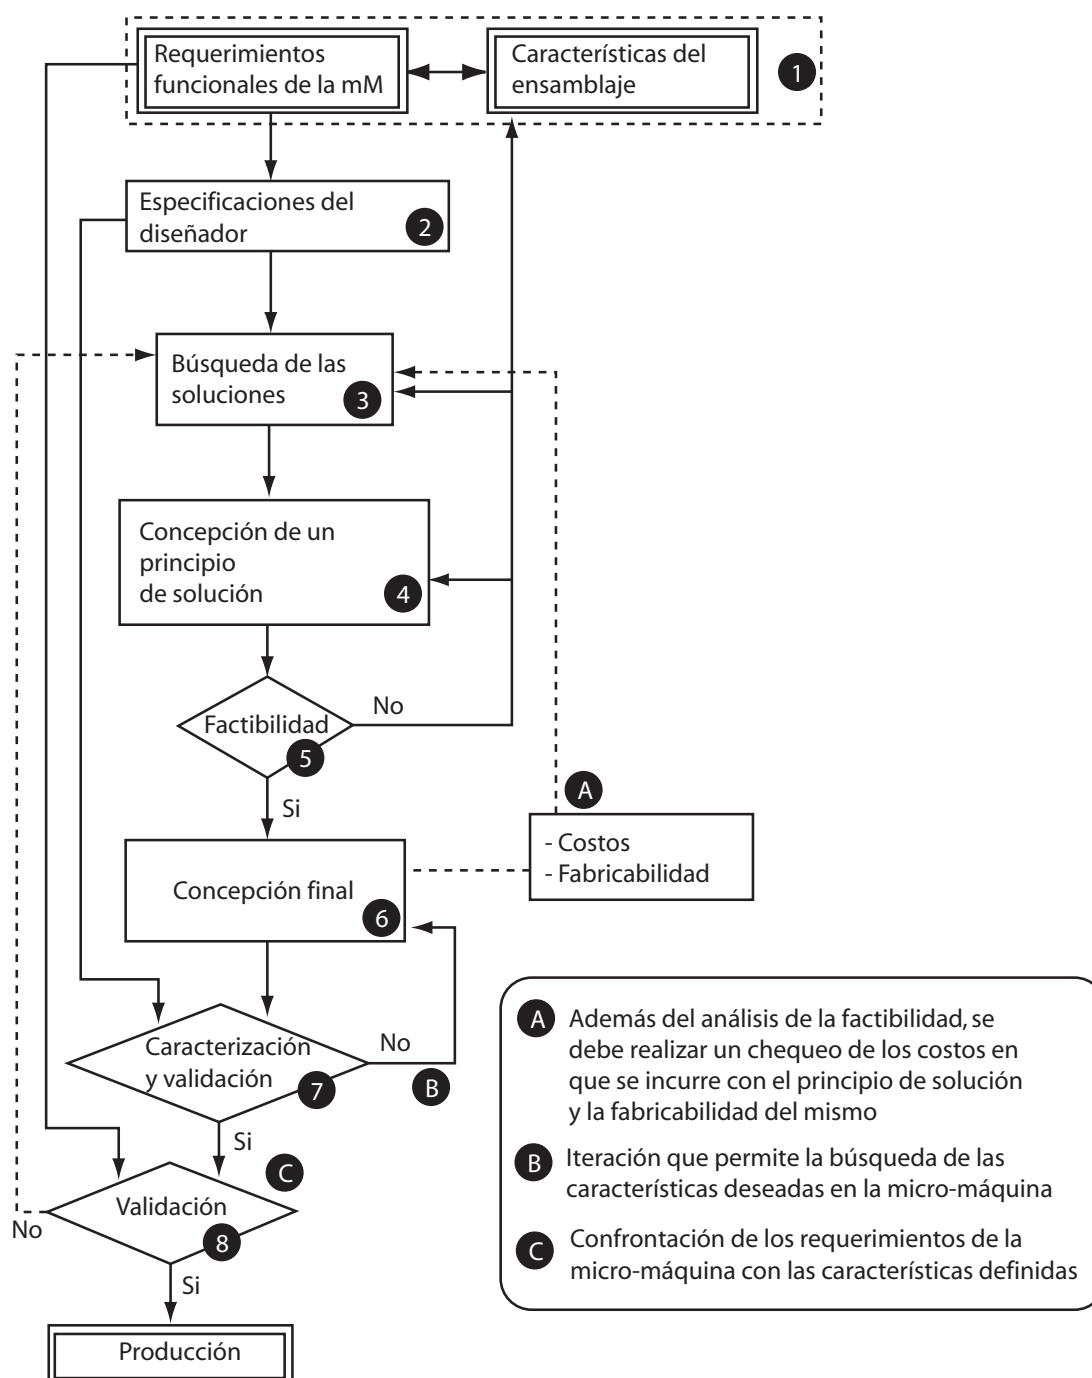 Requerimientos
funcionales de la mM
Características del
ensamblaje
1
Especificaciones del
diseñador
2
Búsqueda de las
soluciones
3
Concepción de un
principio
de solución
4
Factibilidad
5
No
Si
A
- Costos
- Fabricabilidad
Concepción final
6
Caracterización
y validación
7
No
B
Si
C
Validación
8
No
Si
Producción
A Además del análisis de la factibilidad, se
debe realizar un chequeo de los costos en
que se incurre con el principio de solución
y la fabricabilidad del mismo
B Iteración que permite la búsqueda de las
características deseadas en la micro-máquina
C Confrontación de los requerimientos de la
micro-máquina con las características definidas